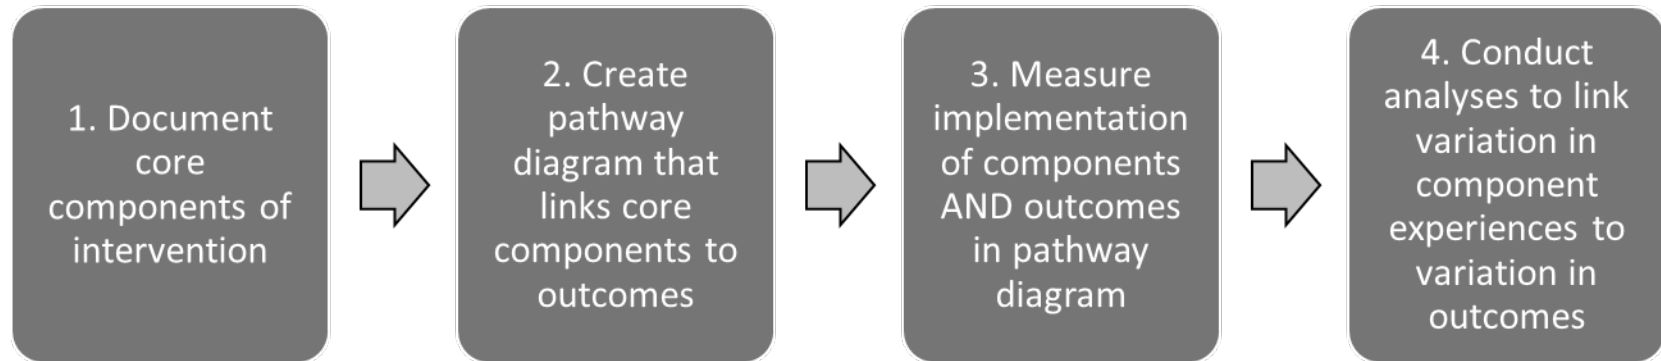 1. Document
core
components of
intervention
2. Create
pathway
diagram that
links core
components to
outcomes
3. Measure
implementation
of components
AND outcomes
in pathway
diagram
4. Conduct
analyses to link
variation in
component
experiences to
variation in
outcomes